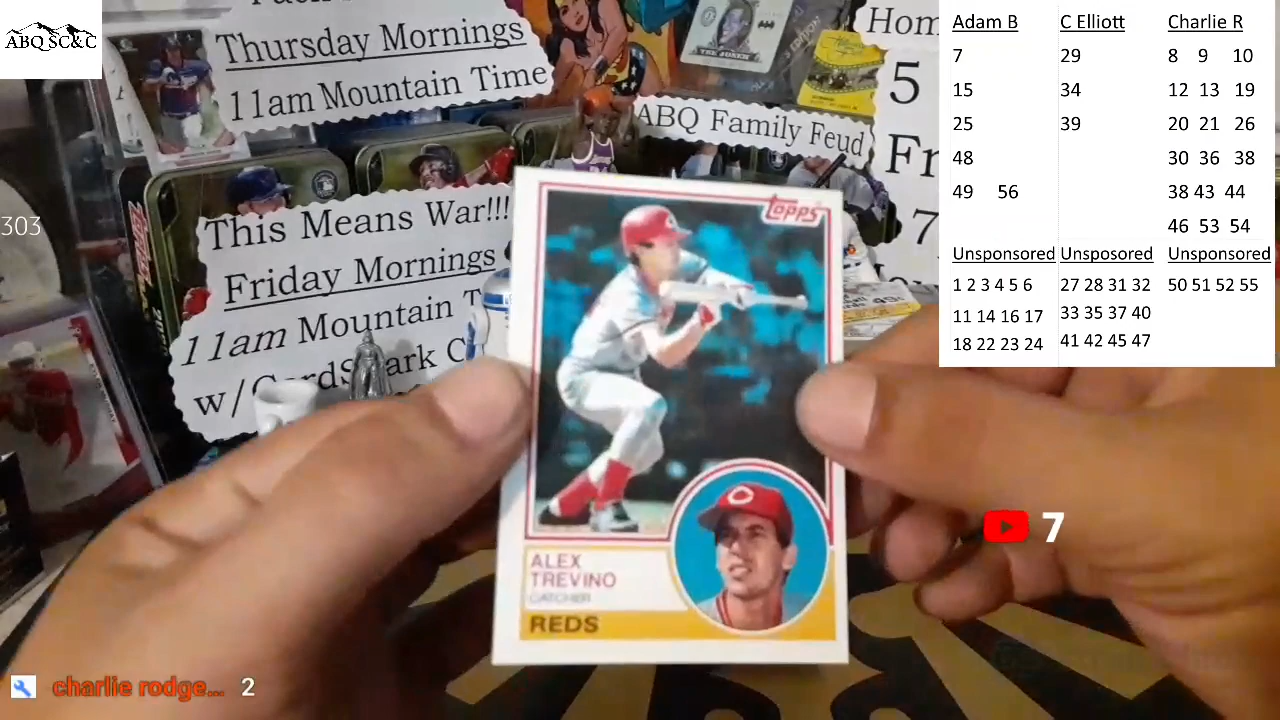 ABQ SC&C
Thursday Mornings
11am Mountain Time
THE JOKER
Hom
5
Fr
7
ABQ Family Feud
This Means War!!!
Friday Mornings
11am Mountain T
w/CardShark C
303
Topps
ALEX
TREVINO
CATCHER
REDS
Adam B C Elliott Charlie R
7 29 8 9 10
15 34 12 13 19
25 39 20 21 26
48 30 36 38
49 56 38 43 44
46 53 54
Unsponsored Unsposored Unsponsored
1 2 3 4 5 6 27 28 31 32 50 51 52 55
11 14 16 17 33 35 37 40
18 22 23 24 41 42 45 47
7
charlie rodge... 2